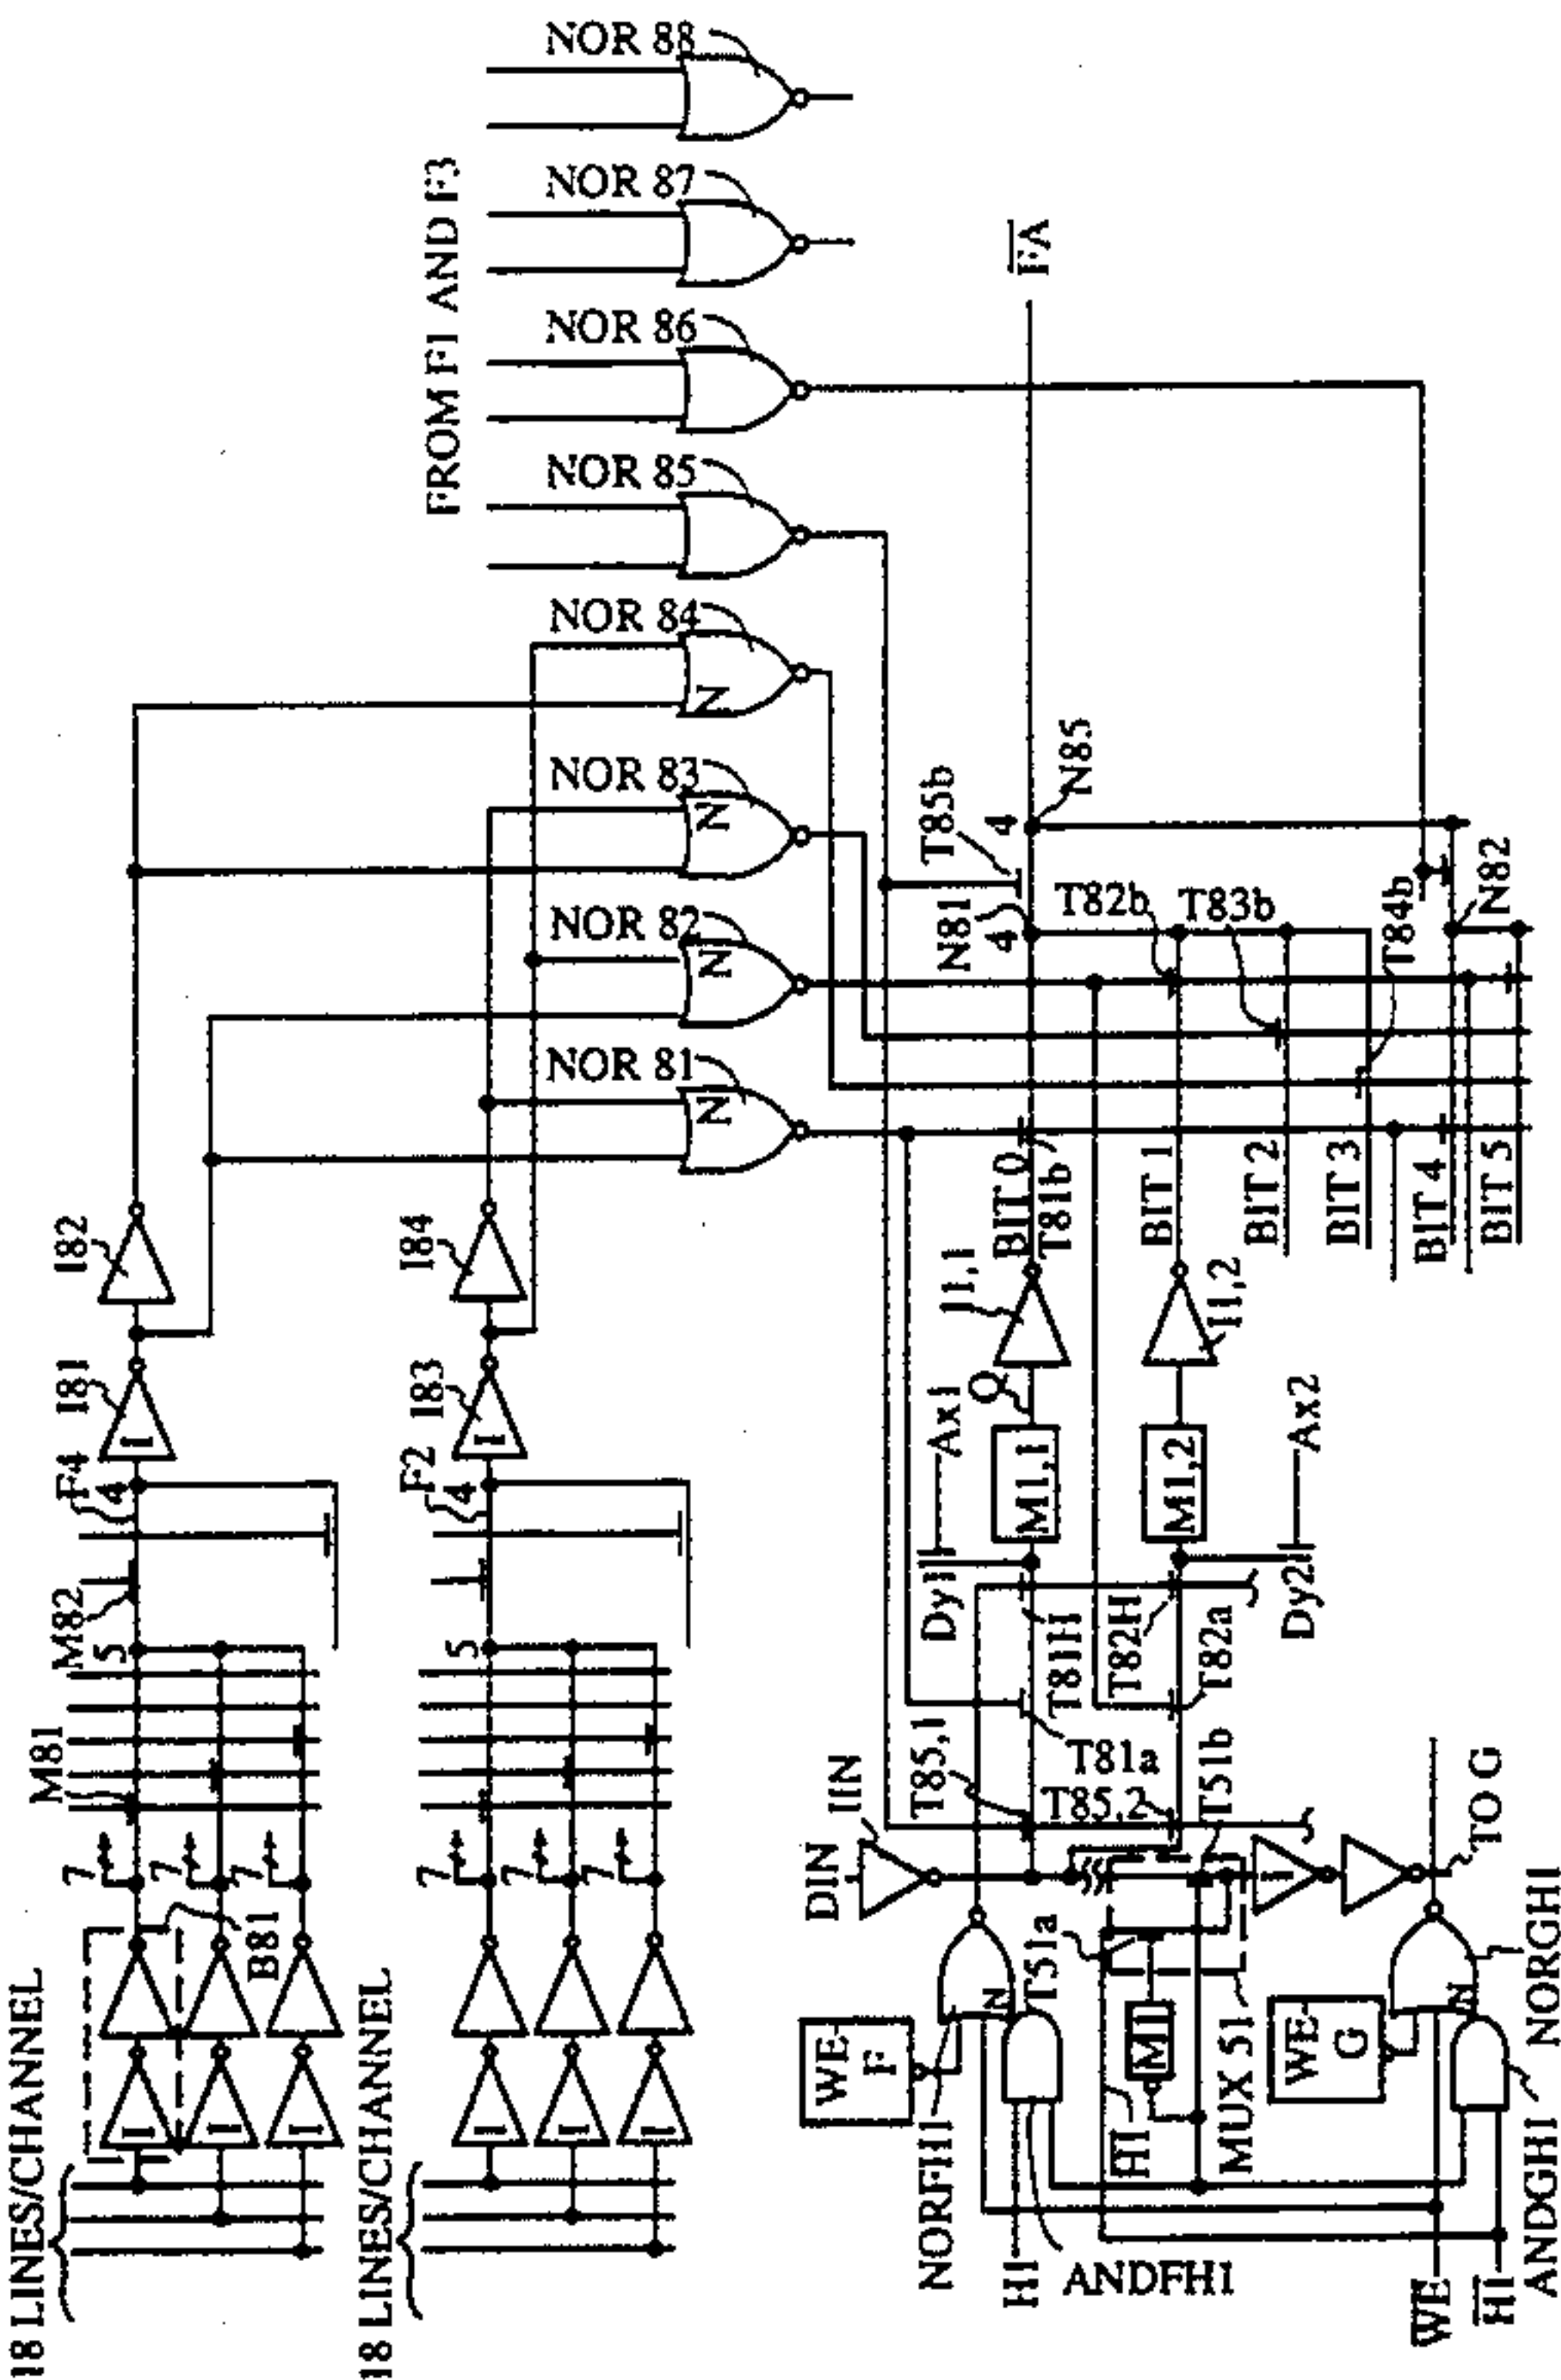 18 LINES/CHANNEL
M81
M82
5
F4
4
I81
I82
7
7
7
B81
18 LINES/CHANNEL
F2
4
I83
I84
5
7
7
7
FROM F1 AND F3
NOR 81
NOR 82
NOR 83
NOR 84
NOR 85
NOR 86
NOR 87
NOR 88
N
N
N
N
I
I
I
I
I
I
I
I
DIN
IIN
T85,1
T81a
T81H
Dy1
Ax1
Q
M1,1
I1,1
BIT 0
T81b
N81
4
T85b
4
N85
FA
T85,2
T82a
T82H
Dy2
Ax2
M1,2
I1,2
BIT 1
T82b
BIT 2
T83b
BIT 3
T84b
BIT 4
N82
BIT 5
WE
F
N
NORFH1
H1
ANDFH1
T51a
T51b
M1
H1
MUX 51
I
TO G
WE
G
N
NORGH1
ANDGH1
WE
H1